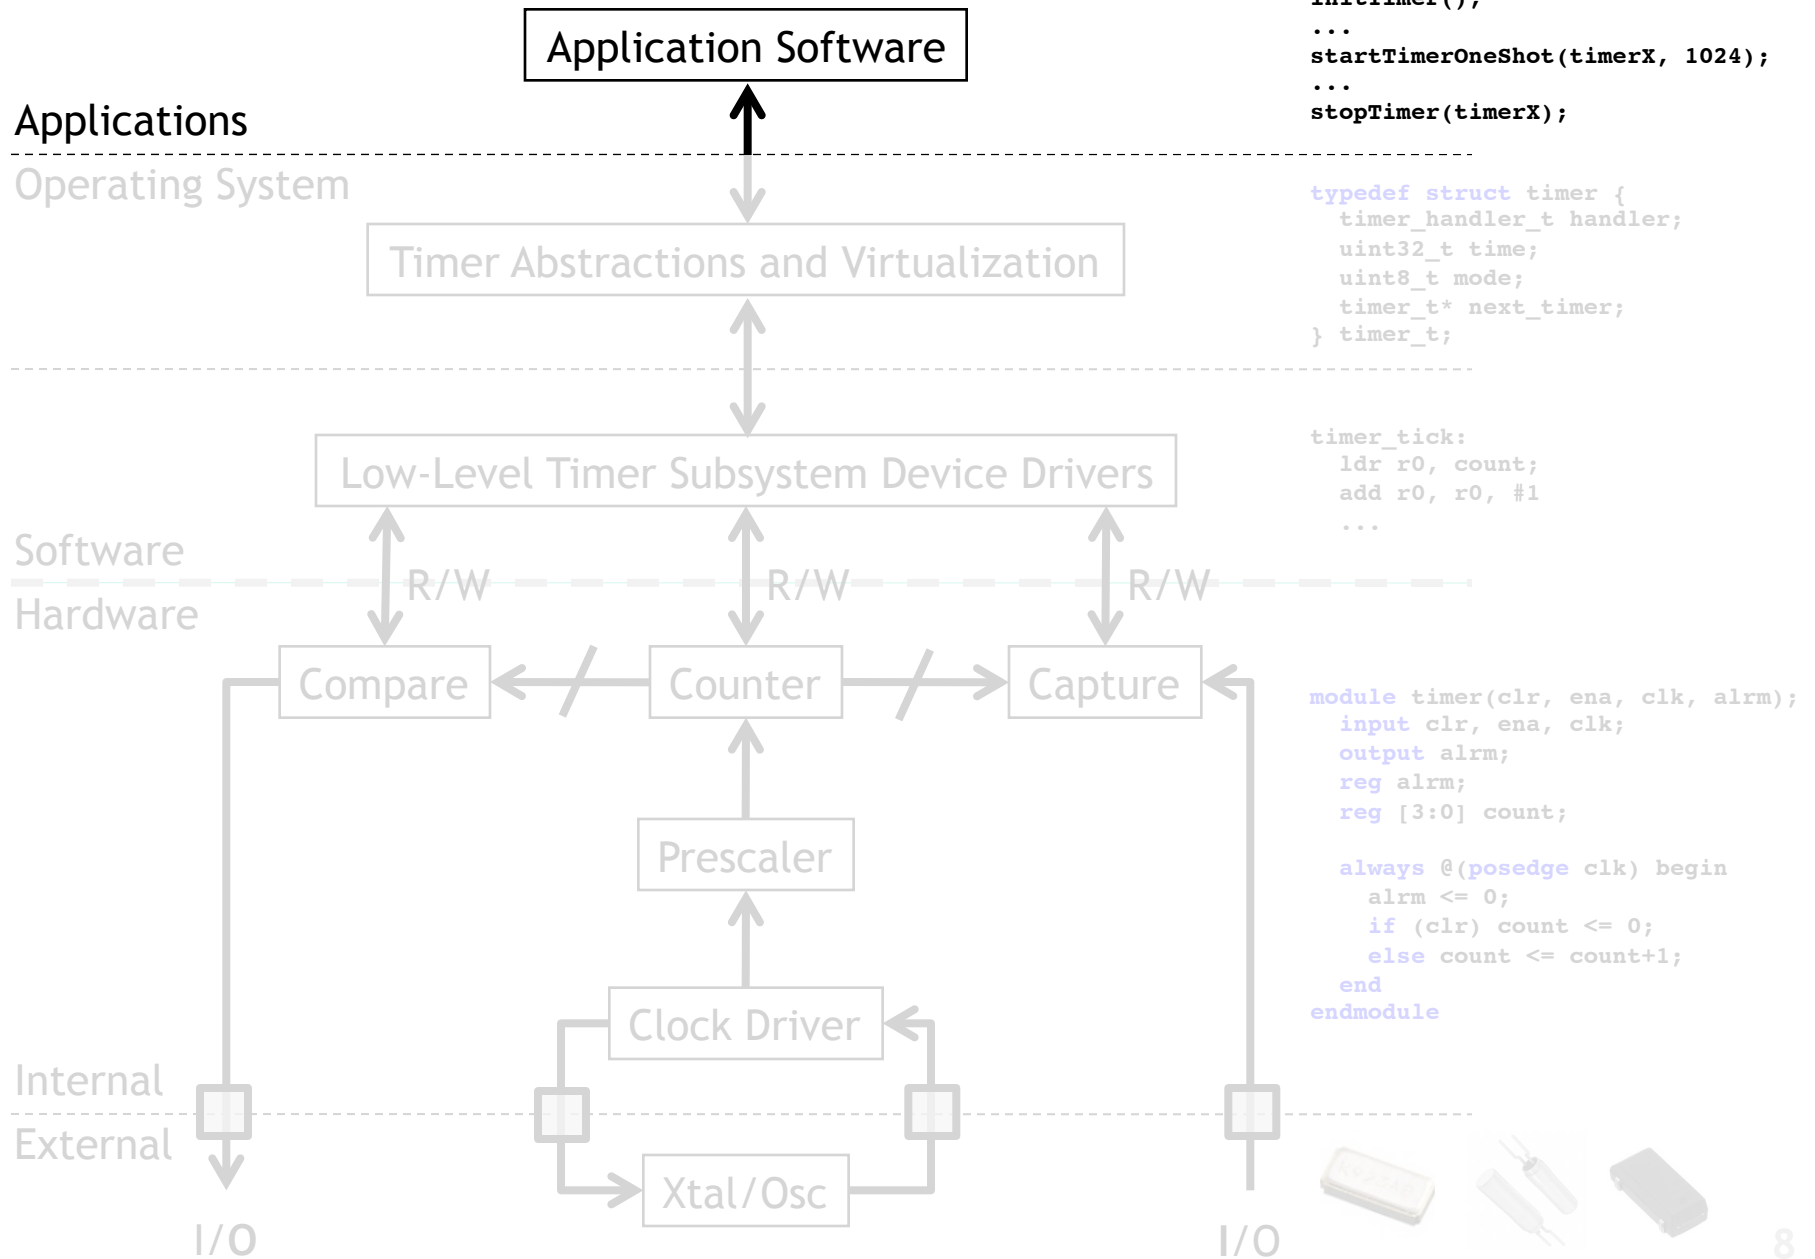 initTimer();
...
startTimerOneShot(timerX, 1024);
...
stopTimer(timerX);
Application Software
Applications
Operating System
Timer Abstractions and Virtualization
typedef struct timer {
  timer_handler_t handler;
  uint32_t time;
  uint8_t mode;
  timer_t* next_timer;
} timer_t;
Low-Level Timer Subsystem Device Drivers
timer_tick:
  ldr r0, count;
  add r0, r0, #1
  ...
Software
R/W R/W R/W
Hardware
Compare Counter Capture
module timer(clr, ena, clk, alrm);
  input clr, ena, clk;
  output alrm;
  reg alrm;
  reg [3:0] count;
  always @(posedge clk) begin
    alrm <= 0;
    if (clr) count <= 0;
    else count <= count+1;
  end
endmodule
Prescaler
Clock Driver
Internal
External
Xtal/Osc
I/O I/O
8